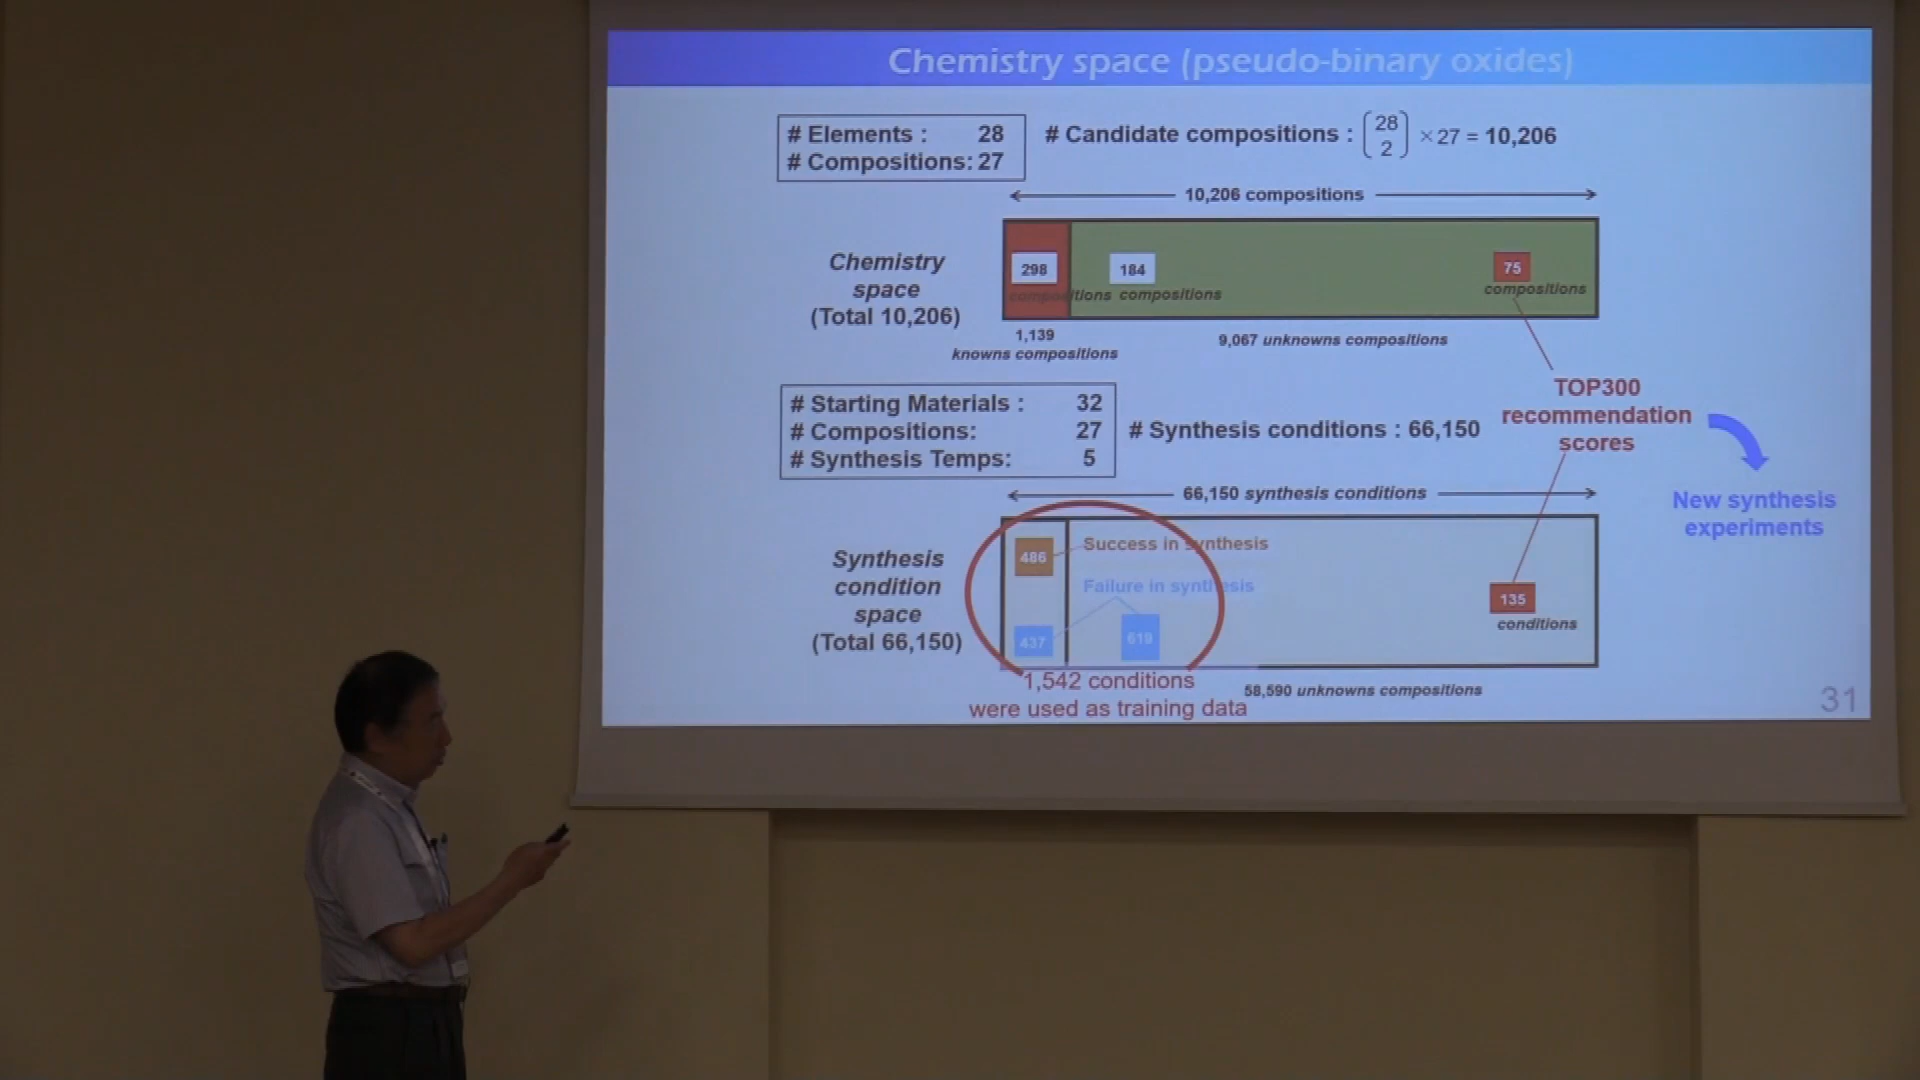 Chemistry space (pseudo-binary oxides)
# Elements : 28
# Compositions: 27
# Candidate compositions : (28 2) × 27 = 10,206
10,206 compositions
Chemistry
space
(Total 10,206)
298
compositions
184
compositions
75
compositions
1,139
knowns compositions
9,067 unknowns compositions
TOP300
recommendation
scores
# Starting Materials : 32
# Compositions: 27
# Synthesis Temps: 5
# Synthesis conditions : 66,150
New synthesis
experiments
66,150 synthesis conditions
Synthesis
condition
space
(Total 66,150)
486
Success in synthesis
Failure in synthesis
437
619
135
conditions
1,542 conditions
were used as training data
58,590 unknowns compositions
31